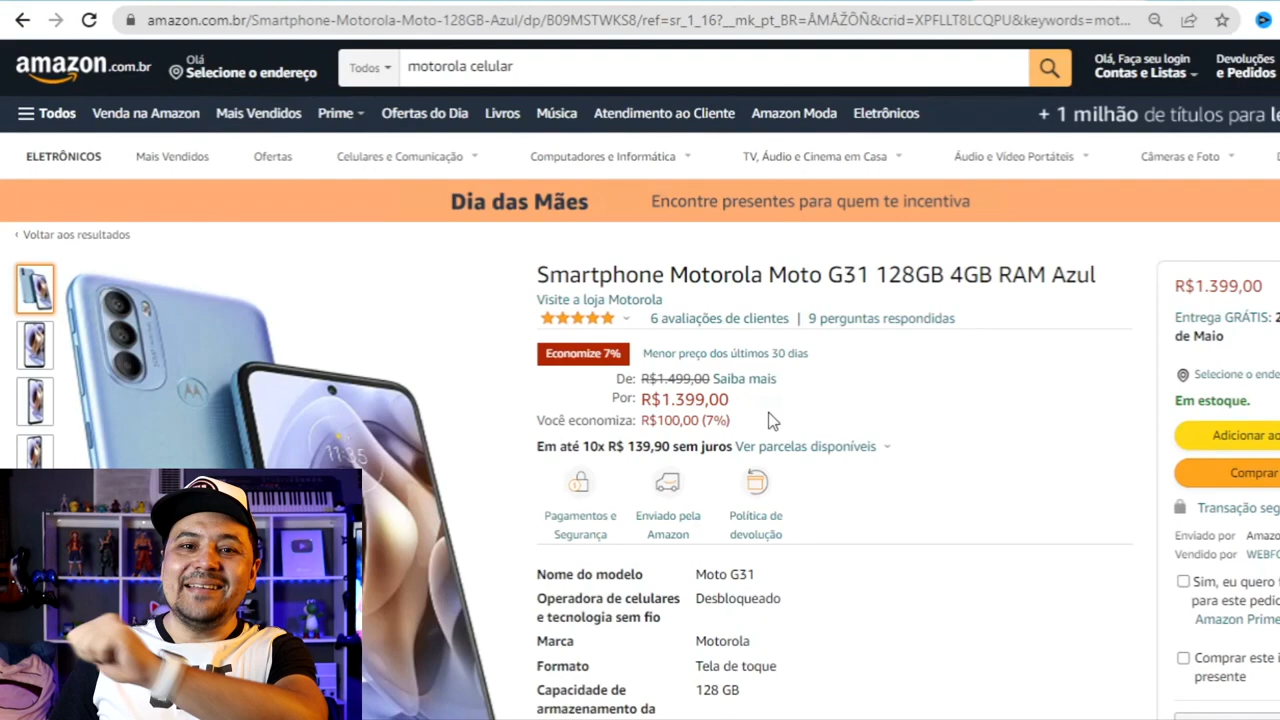 amazon.com.br/Smartphone-Motorola-Moto-128GB-Azul/dp/B09MSTWKS8/ref=sr_1_16?__mk_pt_BR=ÅMÅŽÕÑ&crid=XPFLLT8LCQPU&keywords=mot...
amazon.com.br
Olá
Selecione o endereço
Todos
motorola celular
Olá, Faça seu login
Contas e Listas
Devoluções
e Pedidos
Todos Venda na Amazon Mais Vendidos Prime Ofertas do Dia Livros Música Atendimento ao Cliente Amazon Moda Eletrônicos + 1 milhão de títulos para
ELETRÔNICOS Mais Vendidos Ofertas Celulares e Comunicação Computadores e Informática TV, Áudio e Cinema em Casa Áudio e Vídeo Portáteis Câmeras e Foto
Dia das Mães Encontre presentes para quem te incentiva
‹ Voltar aos resultados
Smartphone Motorola Moto G31 128GB 4GB RAM Azul
Visite a loja Motorola
6 avaliações de clientes | 9 perguntas respondidas
Economize 7% Menor preço dos últimos 30 dias
De: R$1.499,00 Saiba mais
Por: R$1.399,00
Você economiza: R$100,00 (7%)
Em até 10x R$ 139,90 sem juros Ver parcelas disponíveis
Pagamentos e
Segurança
Enviado pela
Amazon
Política de
devolução
Nome do modelo Moto G31
Operadora de celulares
e tecnologia sem fio
Desbloqueado
Marca Motorola
Formato Tela de toque
Capacidade de
armazenamento da
128 GB
R$1.399,00
Entrega GRÁTIS: 2
de Maio
Selecione o ende
Em estoque.
Adicionar ao
Comprar
Transação seg
Enviado por Amazo
Vendido por WEBFC
Sim, eu quero
para este pedi
Amazon Prime
Comprar este i
presente
11:35